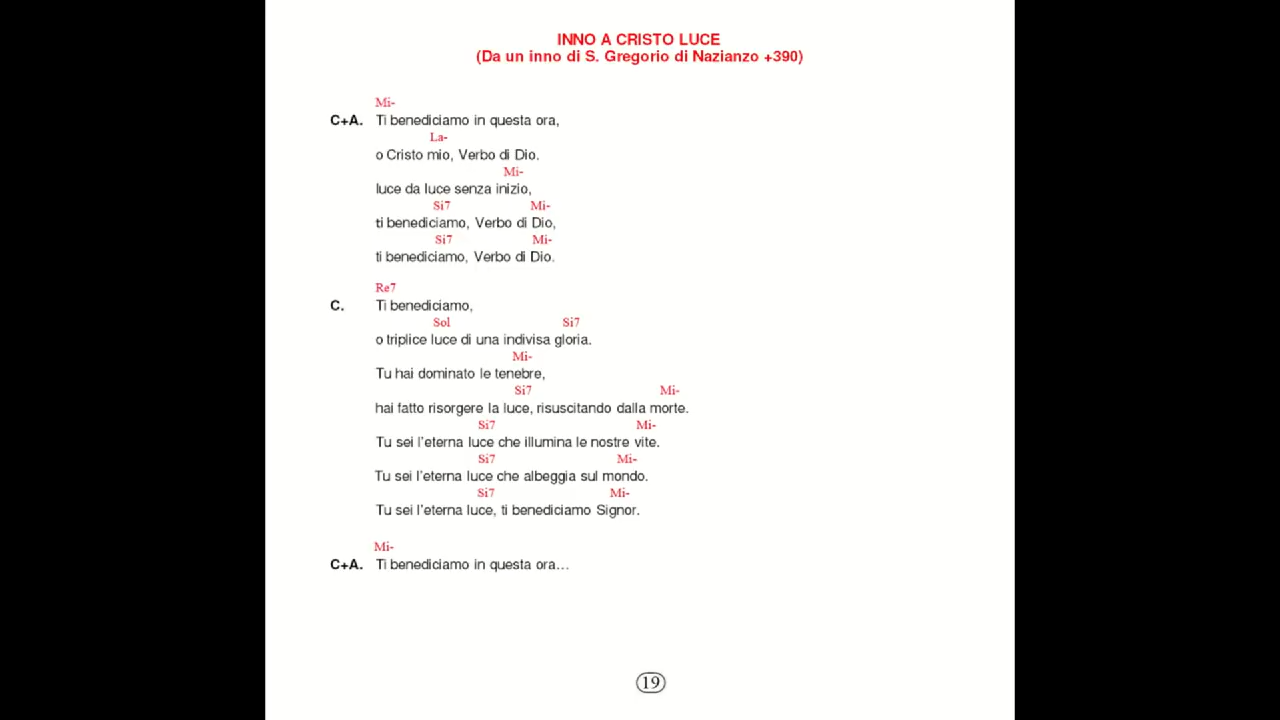 INNO A CRISTO LUCE
(Da un inno di S. Gregorio di Nazianzo +390)
Mi-
C+A. Ti benediciamo in questa ora,
La-
o Cristo mio, Verbo di Dio.
Mi-
luce da luce senza inizio,
Si7 Mi-
ti benediciamo, Verbo di Dio,
Si7 Mi-
ti benediciamo, Verbo di Dio.
Re7
C. Ti benediciamo,
Sol Si7
o triplice luce di una indivisa gloria.
Mi-
Tu hai dominato le tenebre,
Si7 Mi-
hai fatto risorgere la luce, risuscitando dalla morte.
Si7 Mi-
Tu sei l'eterna luce che illumina le nostre vite.
Si7 Mi-
Tu sei l'eterna luce che albeggia sul mondo.
Si7 Mi-
Tu sei l'eterna luce, ti benediciamo Signor.
Mi-
C+A. Ti benediciamo in questa ora…
19